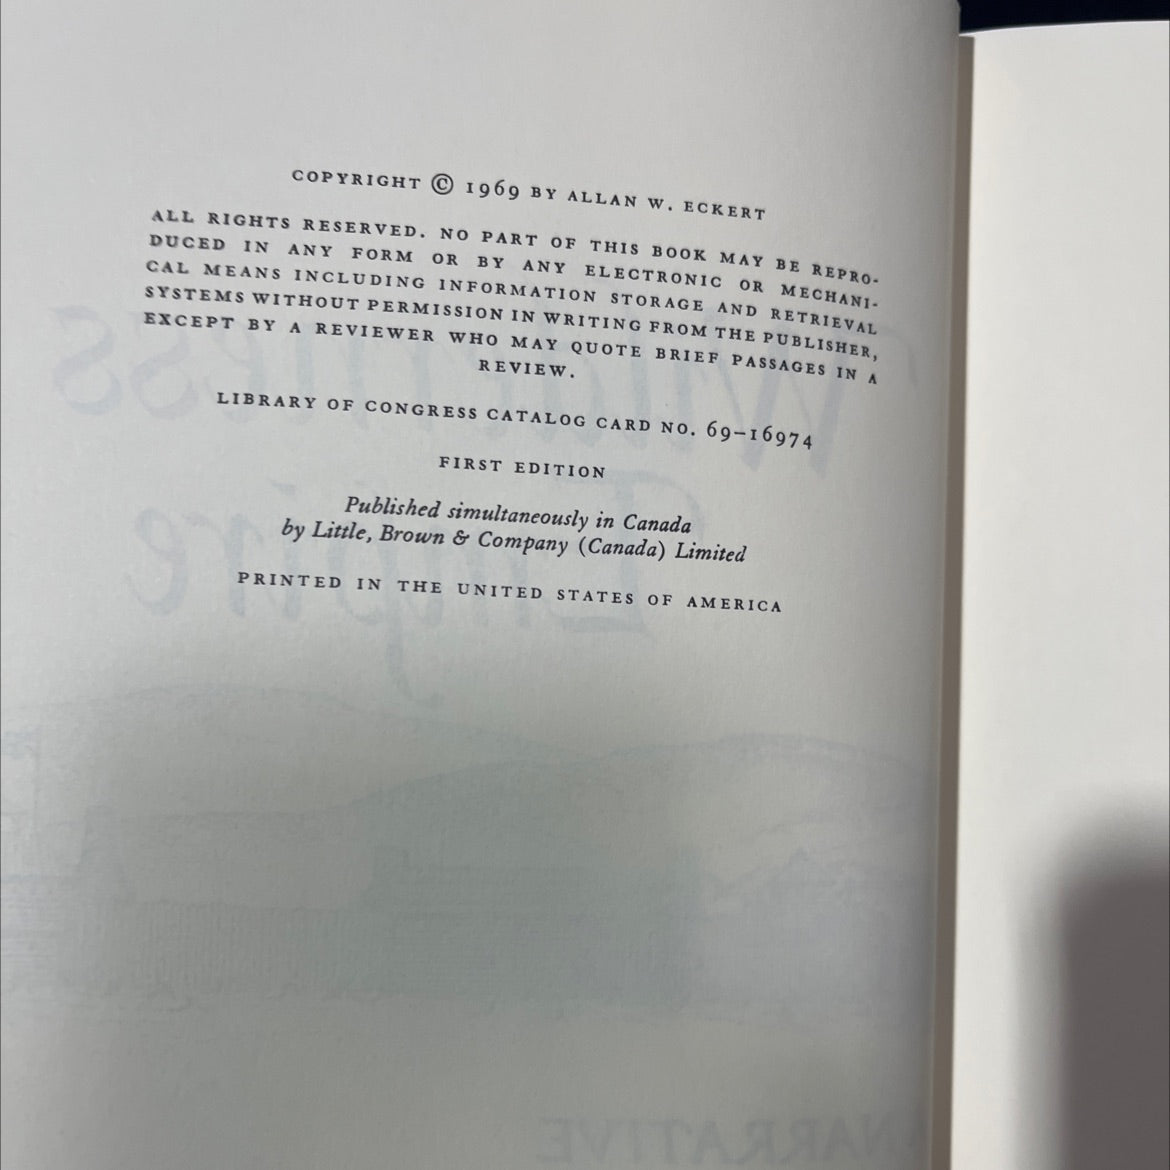 COPYRIGHT © 1969 BY ALLAN W. ECKERT
ALL RIGHTS RESERVED. NO PART OF THIS BOOK MAY BE REPRO-
DUCED IN ANY FORM OR BY ANY ELECTRONIC OR MECHANI-
CAL MEANS INCLUDING INFORMATION STORAGE AND RETRIEVAL
SYSTEMS WITHOUT PERMISSION IN WRITING FROM THE PUBLISHER,
EXCEPT BY A REVIEWER WHO MAY QUOTE BRIEF PASSAGES IN A
REVIEW.
LIBRARY OF CONGRESS CATALOG CARD NO. 69–16974
FIRST EDITION
Published simultaneously in Canada
by Little, Brown & Company (Canada) Limited
PRINTED IN THE UNITED STATES OF AMERICA
Wilderness
Empire
NARRATIVE